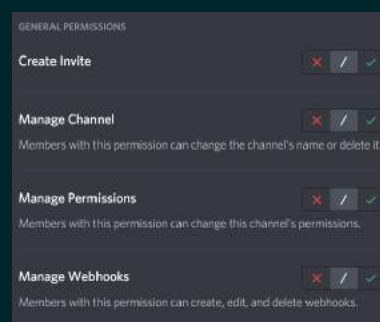 GENERAL PERMISSIONS
Create Invite
Manage Channel
Members with this permission can change the channel's name or delete it
Manage Permissions
Members with this permission can change this channel's permissions.
Manage Webhooks
Members with this permission can create, edit, and delete webhooks.